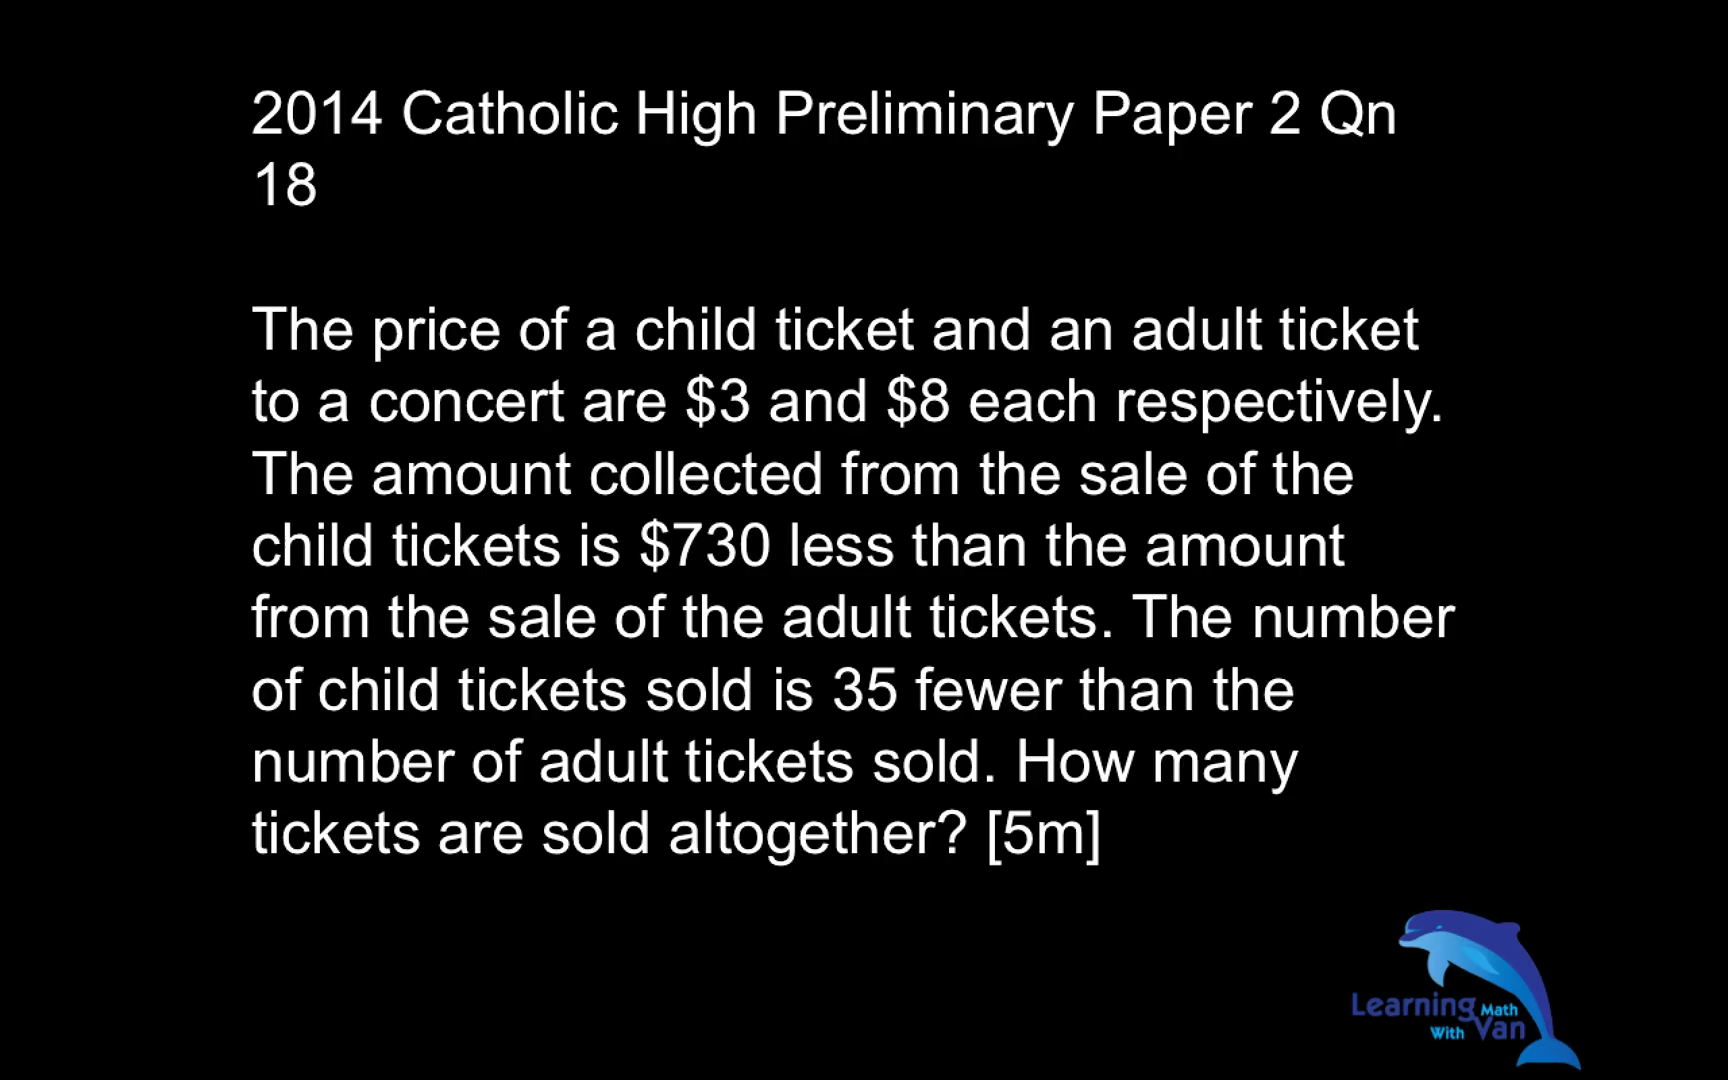 2014 Catholic High Preliminary Paper 2 Qn
18
The price of a child ticket and an adult ticket
to a concert are $3 and $8 each respectively.
The amount collected from the sale of the
child tickets is $730 less than the amount
from the sale of the adult tickets. The number
of child tickets sold is 35 fewer than the
number of adult tickets sold. How many
tickets are sold altogether? [5m]
Learning Math
With Van